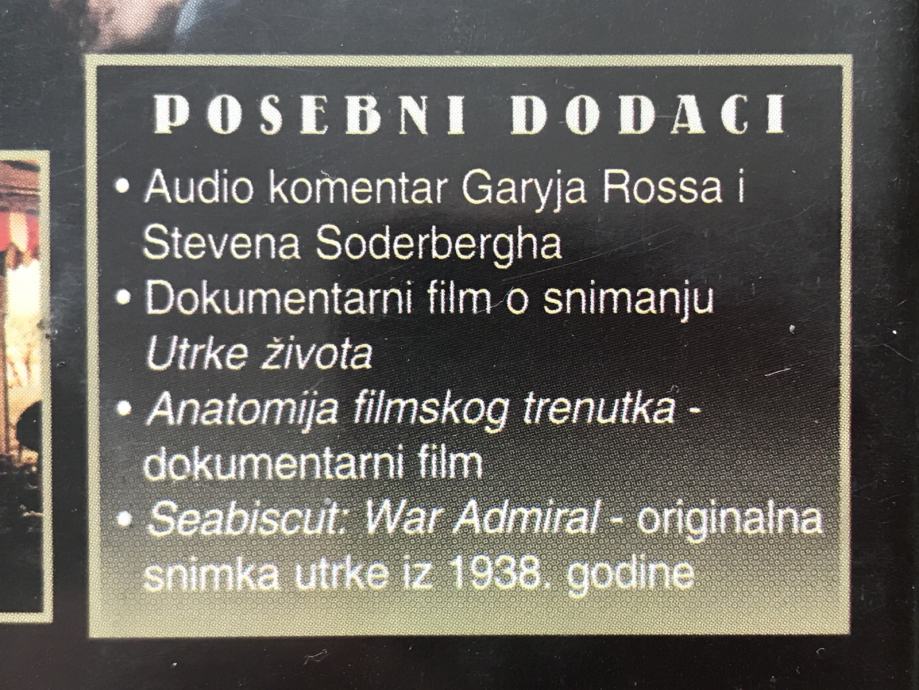 POSEBNI DODACI
• Audio komentar Garyja Rossa i
Stevena Soderbergha
• Dokumentarni film o snimanju
Utrke života
• Anatomija filmskog trenutka -
dokumentarni film
• Seabiscut: War Admiral - originalna
snimka utrke iz 1938. godine